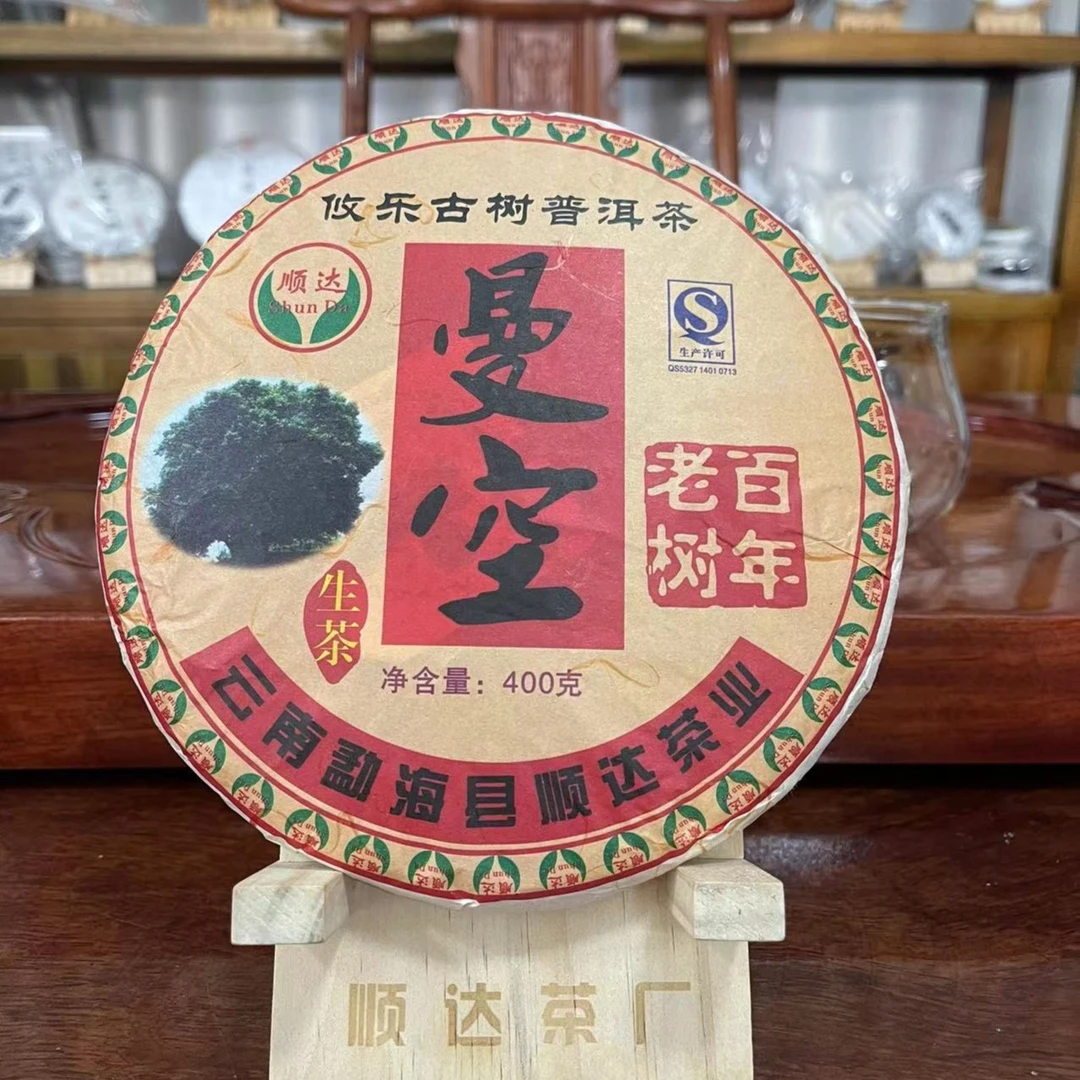 攸乐古树普洱茶
顺达
Shun Da
曼空
生产许可
QS5327 1401 0713
百年
老树
生茶
净含量：400克
云南勐海县顺达茶业
顺达茶厂